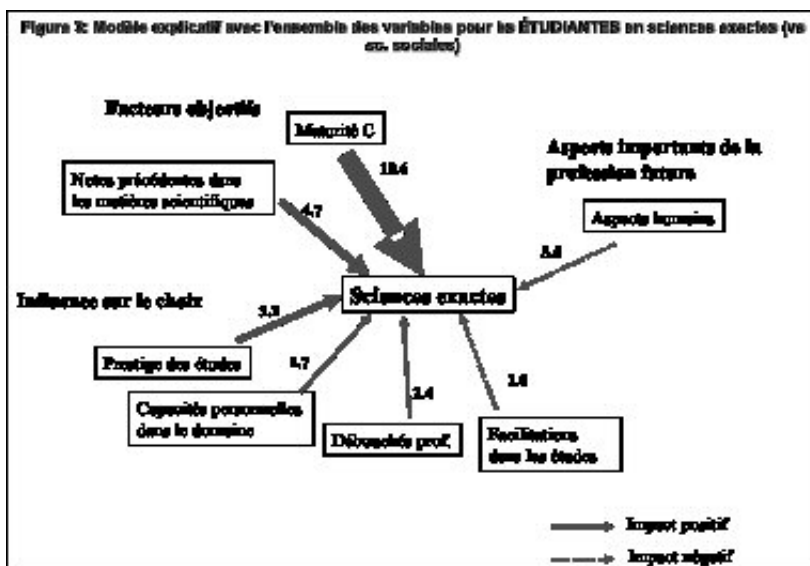 Modèle explicatif avec l'ensemble des variables pour les ÉTUDIANTES en sciences exactes (vs
sc. sociales)
Facteurs objectifs
Maturité C
Notes précédentes dans
les matières scientifiques
4.7
Aspects importants de la
profession future
Aspects humains
Sciences exactes
Influence sur le choix
Prestige des études
Capacités personnelles
dans le domaine
Débouchés prof.
Facilitations
dans les études
Impact positif
Impact négatif